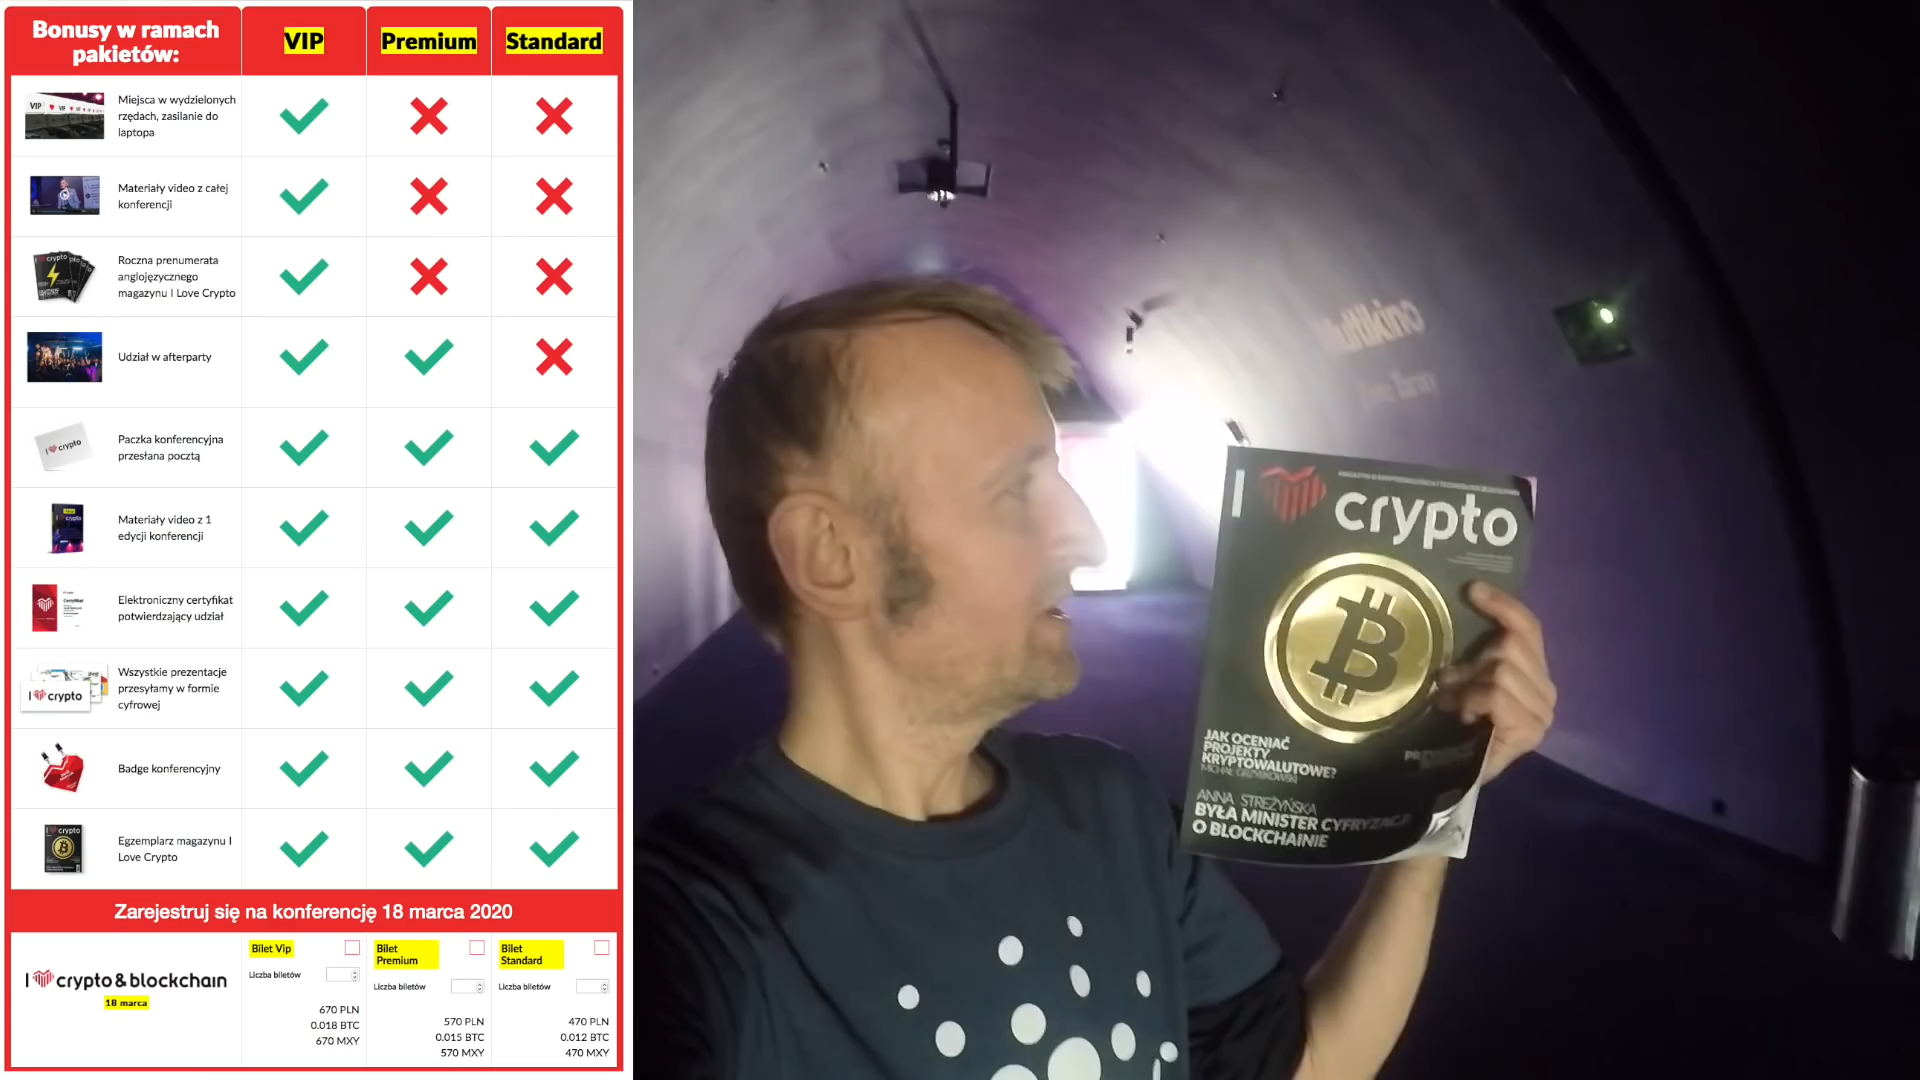 Bonusy w ramach
pakietów:
VIP
Premium
Standard
Miejsca w wydzielonych
rzędach, zasilanie do
laptopa
Materiały video z całej
konferencji
Roczna prenumerata
anglojęzycznego
magazynu I Love Crypto
Udział w afterparty
Paczka konferencyjna
przesłana pocztą
Materiały video z 1
edycji konferencji
Elektroniczny certyfikat
potwierdzający udział
Wszystkie prezentacje
przesyłamy w formie
cyfrowej
Badge konferencyjny
Egzemplarz magazynu I
Love Crypto
Zarejestruj się na konferencję 18 marca 2020
I crypto & blockchain
18 marca
Bilet Vip
Liczba biletów
670 PLN
0.018 BTC
670 MXY
Bilet
Premium
Liczba biletów
570 PLN
0.015 BTC
570 MXY
Bilet
Standard
Liczba biletów
470 PLN
0.012 BTC
470 MXY
Multikino
I crypto
JAK OCENIAĆ
PROJEKTY
KRYPTOWALUTOWE?
MICHAŁ GRZYBKOWSKI
ANNA STREŻYŃSKA
BYŁA MINISTER CYFRYZACJI
O BLOCKCHAINIE